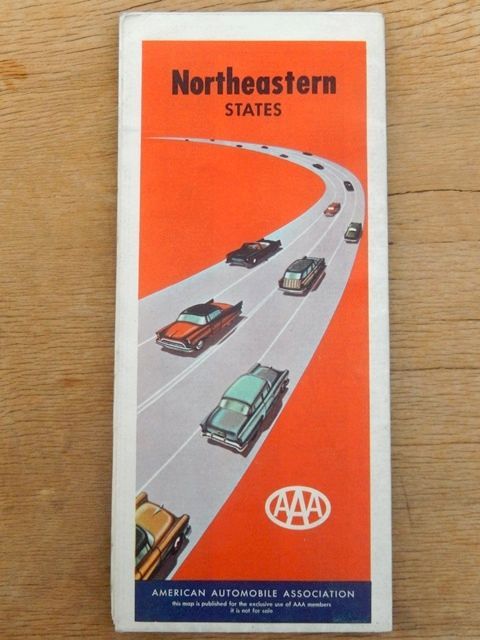 Northeastern
STATES
AAA
AMERICAN AUTOMOBILE ASSOCIATION
this map is published for the exclusive use of AAA members
it is not for sale